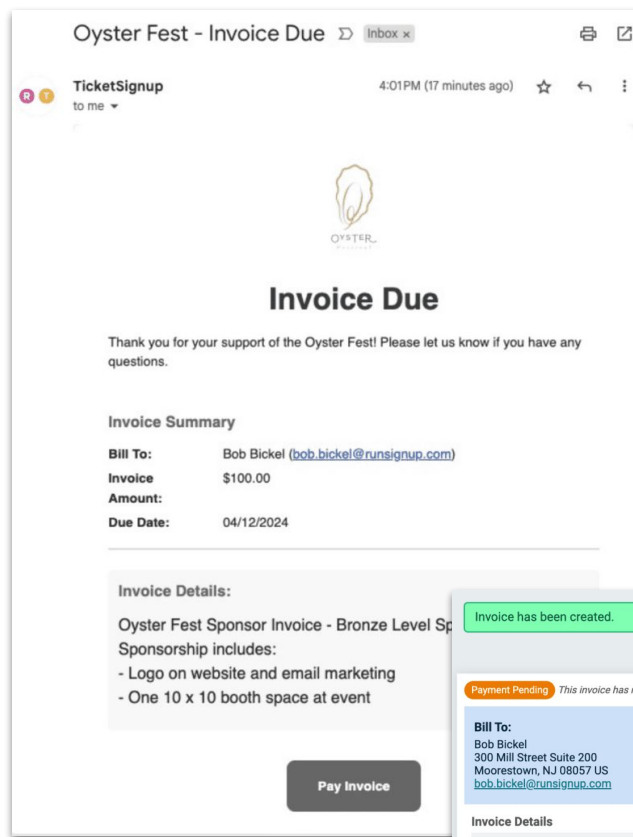 Oyster Fest - Invoice Due Inbox x
R T TicketSignup 4:01 PM (17 minutes ago)
to me
OYSTER
Invoice Due
Thank you for your support of the Oyster Fest! Please let us know if you have any
questions.
Invoice Summary
Bill To: Bob Bickel (bob.bickel@runsignup.com)
Invoice $100.00
Amount:
Due Date: 04/12/2024
Invoice Details:
Oyster Fest Sponsor Invoice - Bronze Level Sp
Sponsorship includes:
- Logo on website and email marketing
- One 10 x 10 booth space at event
Pay Invoice
Invoice has been created.
Payment Pending This invoice has
Bill To:
Bob Bickel
300 Mill Street Suite 200
Moorestown, NJ 08057 US
bob.bickel@runsignup.com
Invoice Details